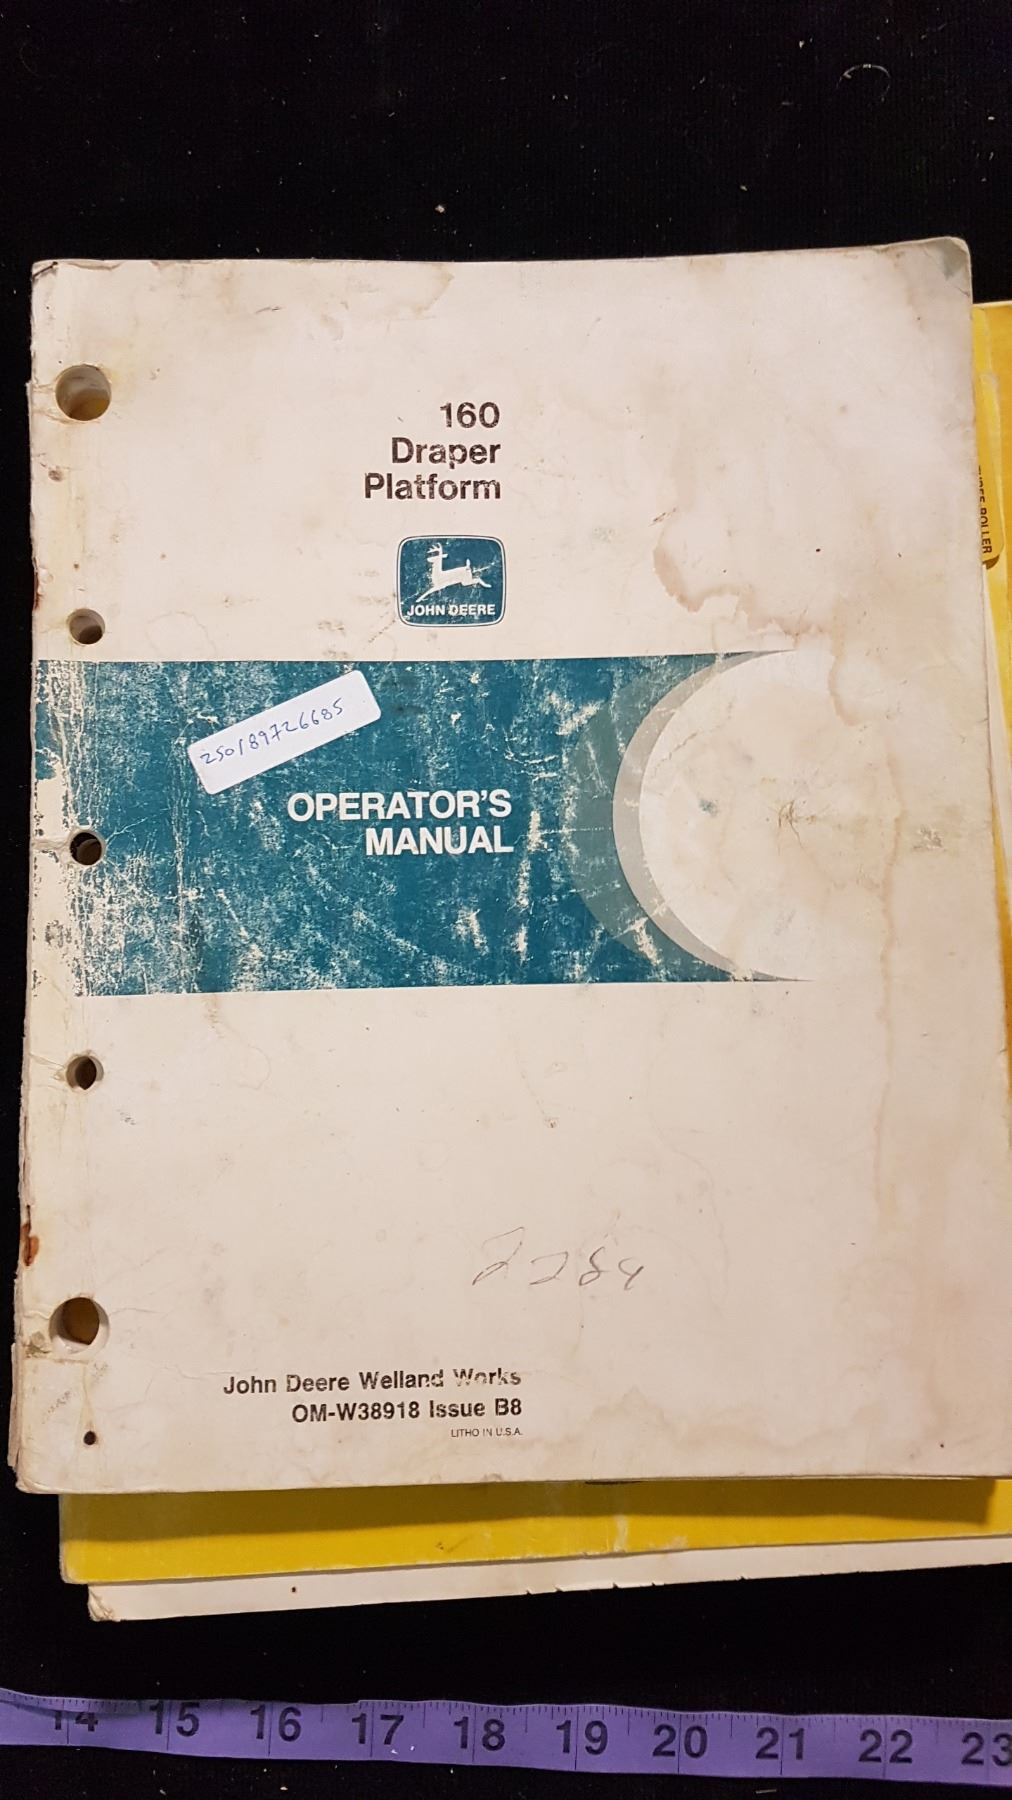 160
Draper
Platform
JOHN DEERE
250189726685
OPERATOR'S
MANUAL
2284
John Deere Welland Works
OM-W38918 Issue B8
LITHO IN U.S.A.
ROLLER
14 15 16 17 18 19 20 21 22 23